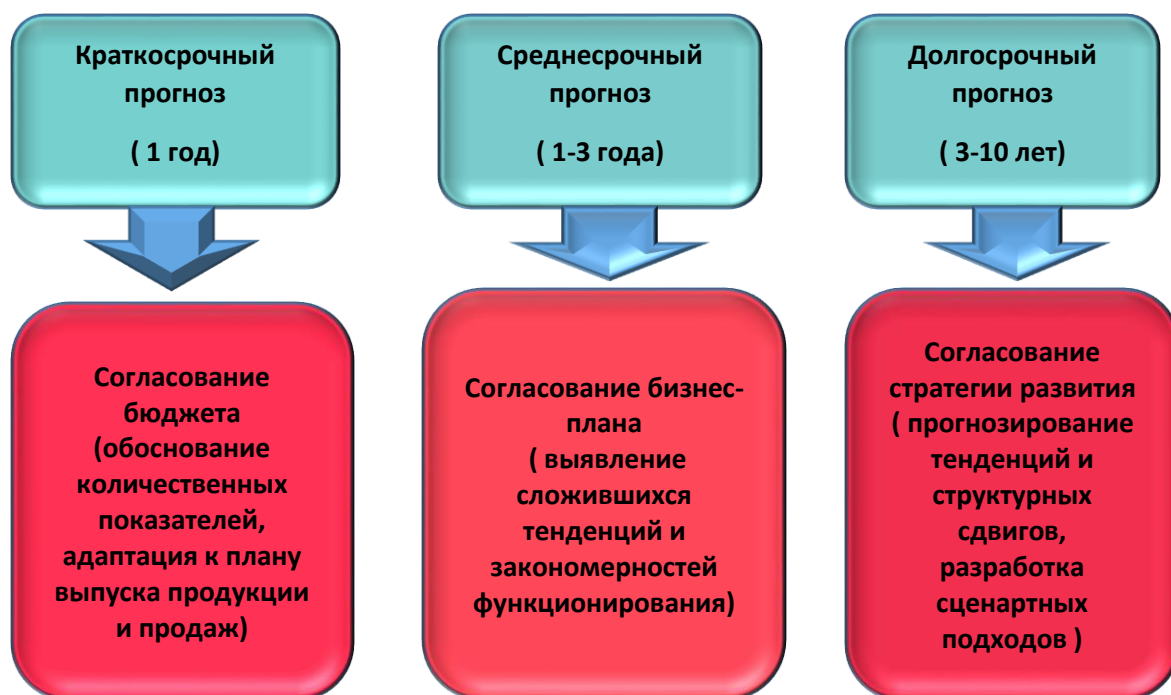 Краткосрочный
прогноз
( 1 год)
Среднесрочный
прогноз
( 1-3 года)
Долгосрочный
прогноз
( 3-10 лет)
Согласование
бюджета
(обоснование
количественных
показателей,
адаптация к плану
выпуска продукции
и продаж)
Согласование бизнес-
плана
( выявление
сложившихся
тенденций и
закономерностей
функционирования)
Согласование
стратегии развития
( прогнозирование
тенденций и
структурных
сдвигов,
разработка
сценартных
подходов )